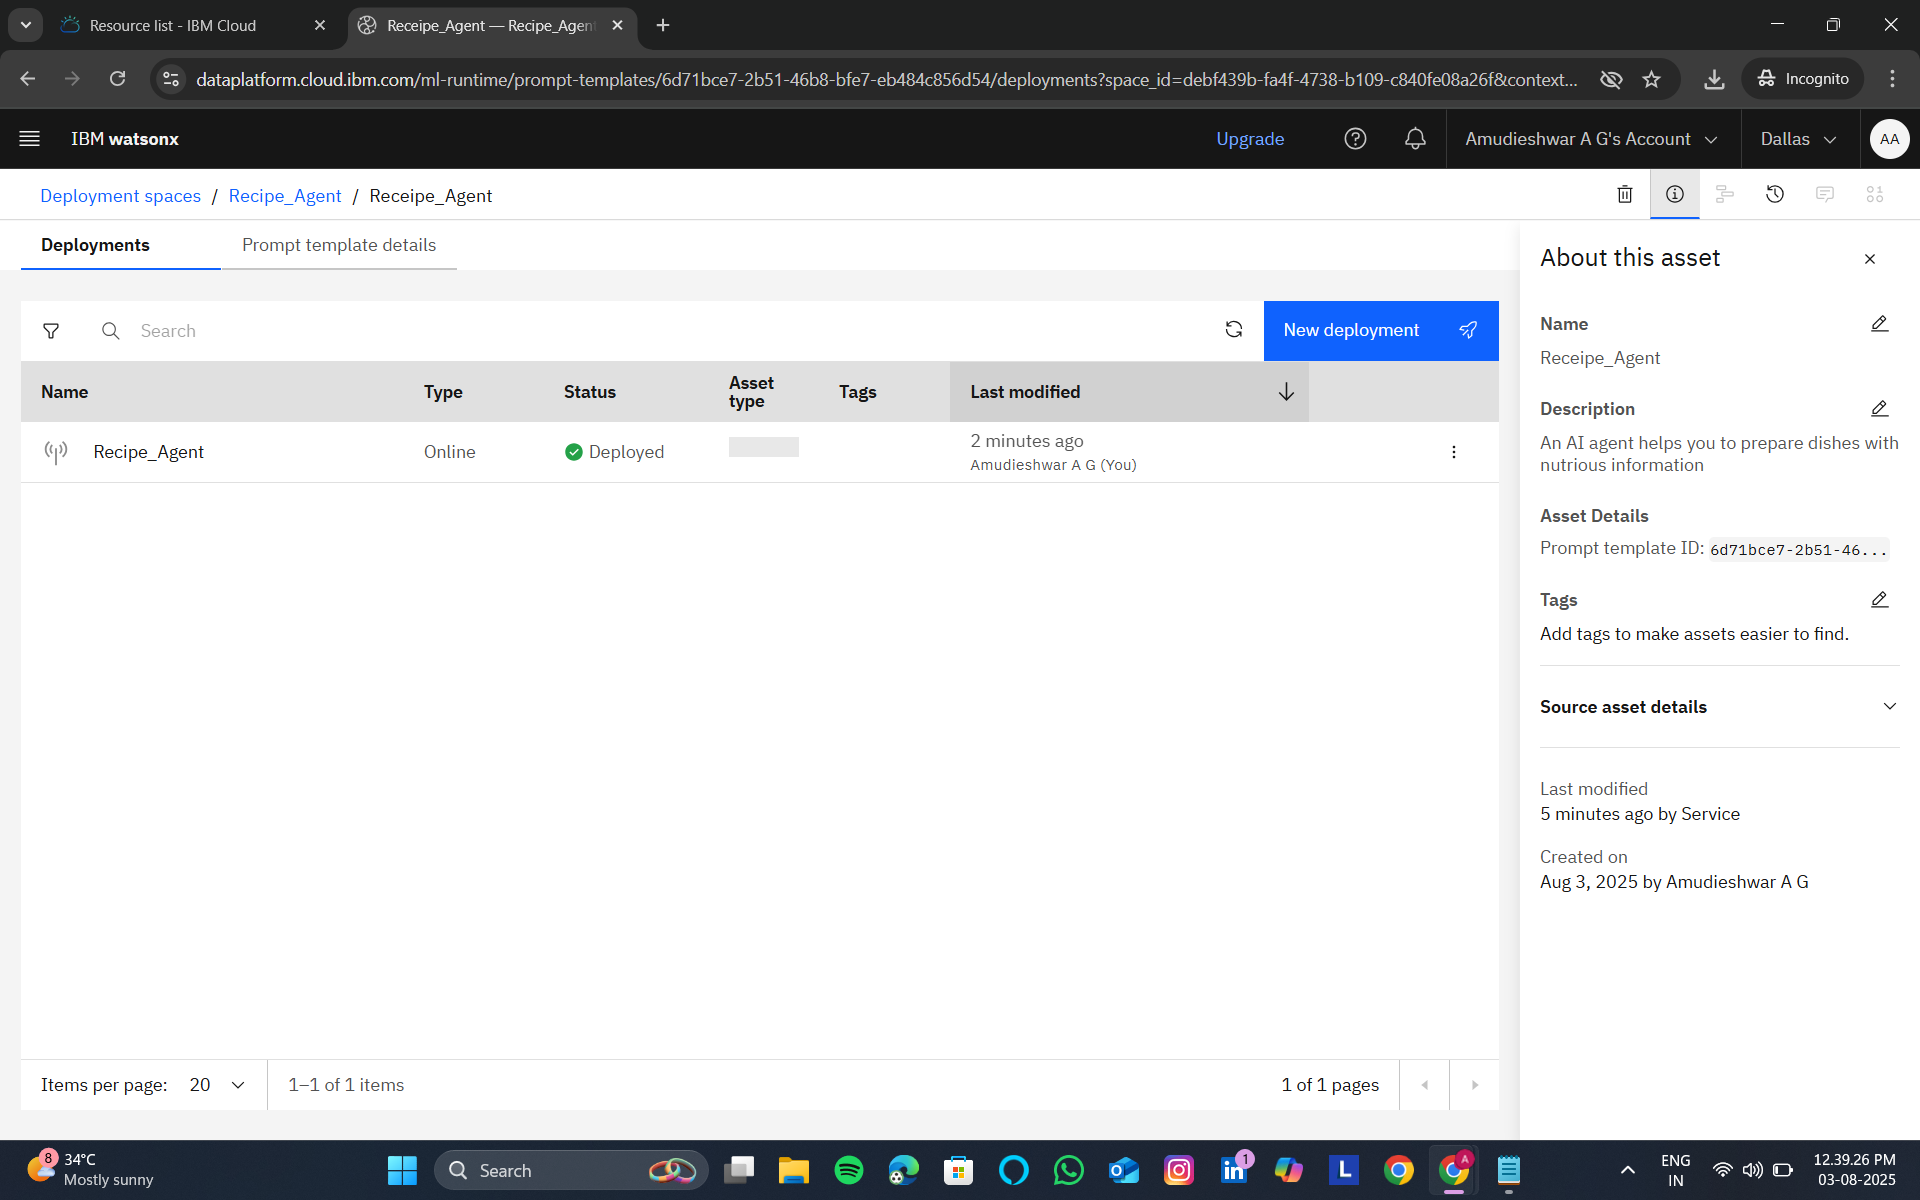 Resource list - IBM Cloud
Receipe_Agent — Recipe_Agen
dataplatform.cloud.ibm.com/ml-runtime/prompt-templates/6d71bce7-2b51-46b8-bfe7-eb484c856d54/deployments?space_id=debf439b-fa4f-4738-b109-c840fe08a26f&context...
Incognito
IBM watsonx
Upgrade
Amudieshwar A G's Account
Dallas
AA
Deployment spaces / Recipe_Agent / Receipe_Agent
Deployments
Prompt template details
Search
New deployment
Name
Type
Status
Asset type
Tags
Last modified
Recipe_Agent
Online
Deployed
2 minutes ago
Amudieshwar A G (You)
Items per page: 20
1–1 of 1 items
1 of 1 pages
About this asset
Name
Receipe_Agent
Description
An AI agent helps you to prepare dishes with
nutrious information
Asset Details
Prompt template ID: 6d71bce7-2b51-46...
Tags
Add tags to make assets easier to find.
Source asset details
Last modified
5 minutes ago by Service
Created on
Aug 3, 2025 by Amudieshwar A G
8
34°C
Mostly sunny
Search
1
L
A
ENG
IN
12.39.26 PM
03-08-2025